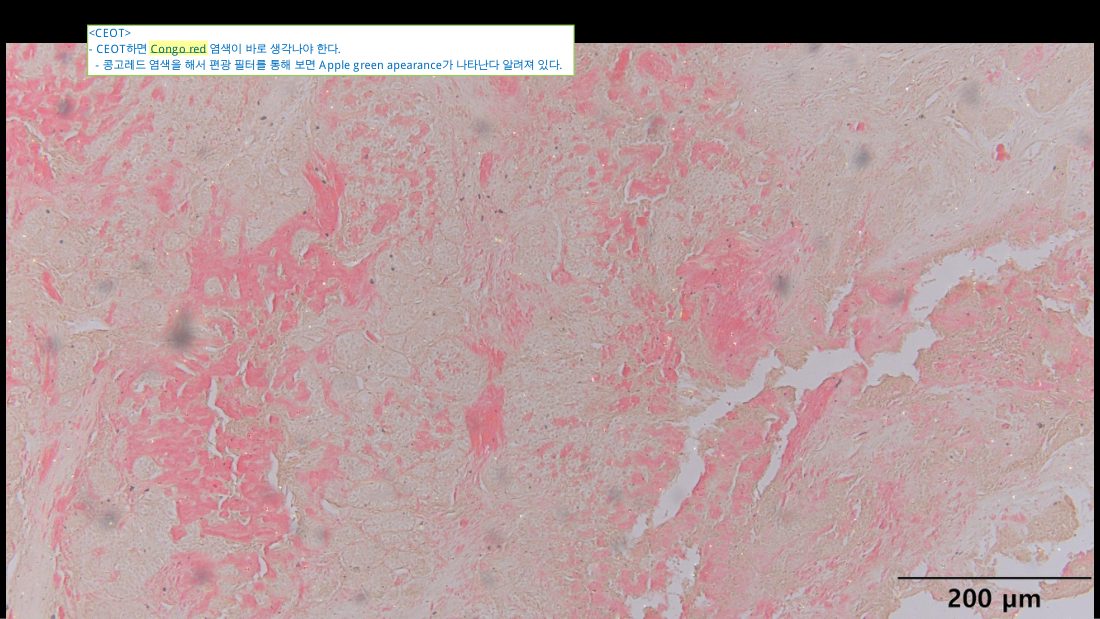 <CEOT>
- CEOT하면 Congo red 염색이 바로 생각나야 한다.
- 콩고레드 염색을 해서 편광 필터를 통해 보면 Apple green apearance가 나타난다 알려져 있다.
200 μm